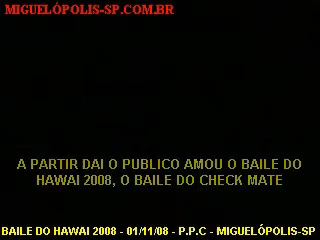 MIGUELÓPOLIS-SP.COM.BR
A PARTIR DAI O PUBLICO AMOU O BAILE DO
HAWAI 2008, O BAILE DO CHECK MATE
BAILE DO HAWAI 2008 - 01/11/08 - P.P.C - MIGUELÓPOLIS-SP